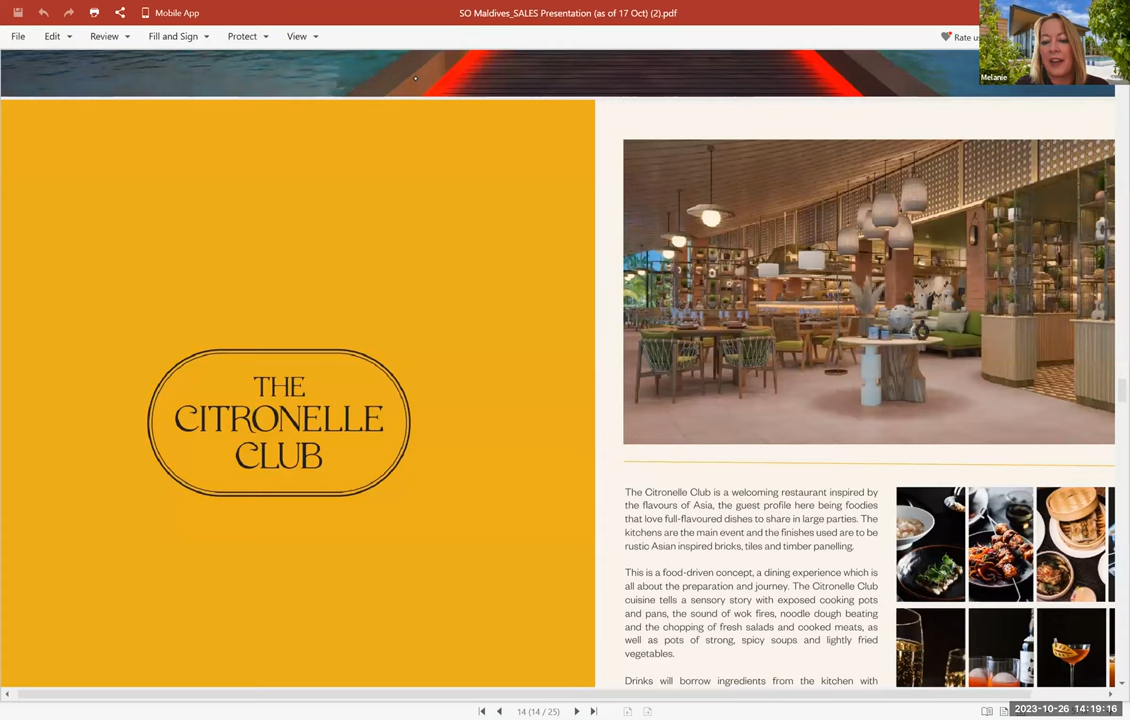 SO Maldives_SALES Presentation (as of 17 Oct) (2).pdf
Mobile App
File Edit Review Fill and Sign Protect View
Rate
Melanie
THE
CITRONELLE
CLUB
The Citronelle Club is a welcoming restaurant inspired by
the flavours of Asia, the guest profile here being foodies
that love full-flavoured dishes to share in large parties. The
kitchens are the main event and the finishes used are to be
rustic Asian inspired bricks, tiles and timber panelling.
This is a food-driven concept, a dining experience which is
all about the preparation and journey. The Citronelle Club
cuisine tells a sensory story with exposed cooking pots
and pans, the sound of wok fires, noodle dough beating
and the chopping of fresh salads and cooked meats, as
well as pots of strong, spicy soups and lightly fried
vegetables.
Drinks will borrow ingredients from the kitchen with
14 (14 / 25)
2023-10-26 14:19:16